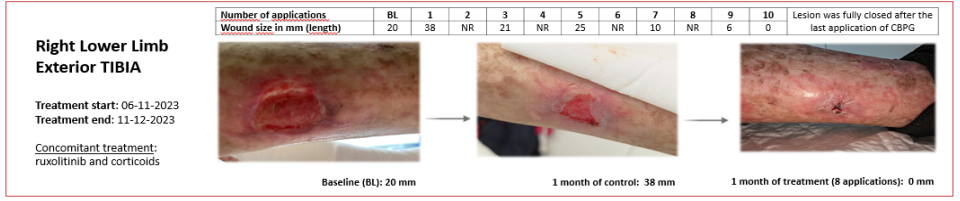 Number of applications BL 1 2 3 4 5 6 7 8 9 10 Lesion was fully closed after the
Wound size in mm (length) 20 38 NR 21 NR 25 NR 10 NR 6 0 last application of CBPG
Right Lower Limb
Exterior TIBIA
Treatment start: 06-11-2023
Treatment end: 11-12-2023
Concomitant treatment:
ruxolitinib and corticoids
Baseline (BL): 20 mm
1 month of control: 38 mm
1 month of treatment (8 applications): 0 mm